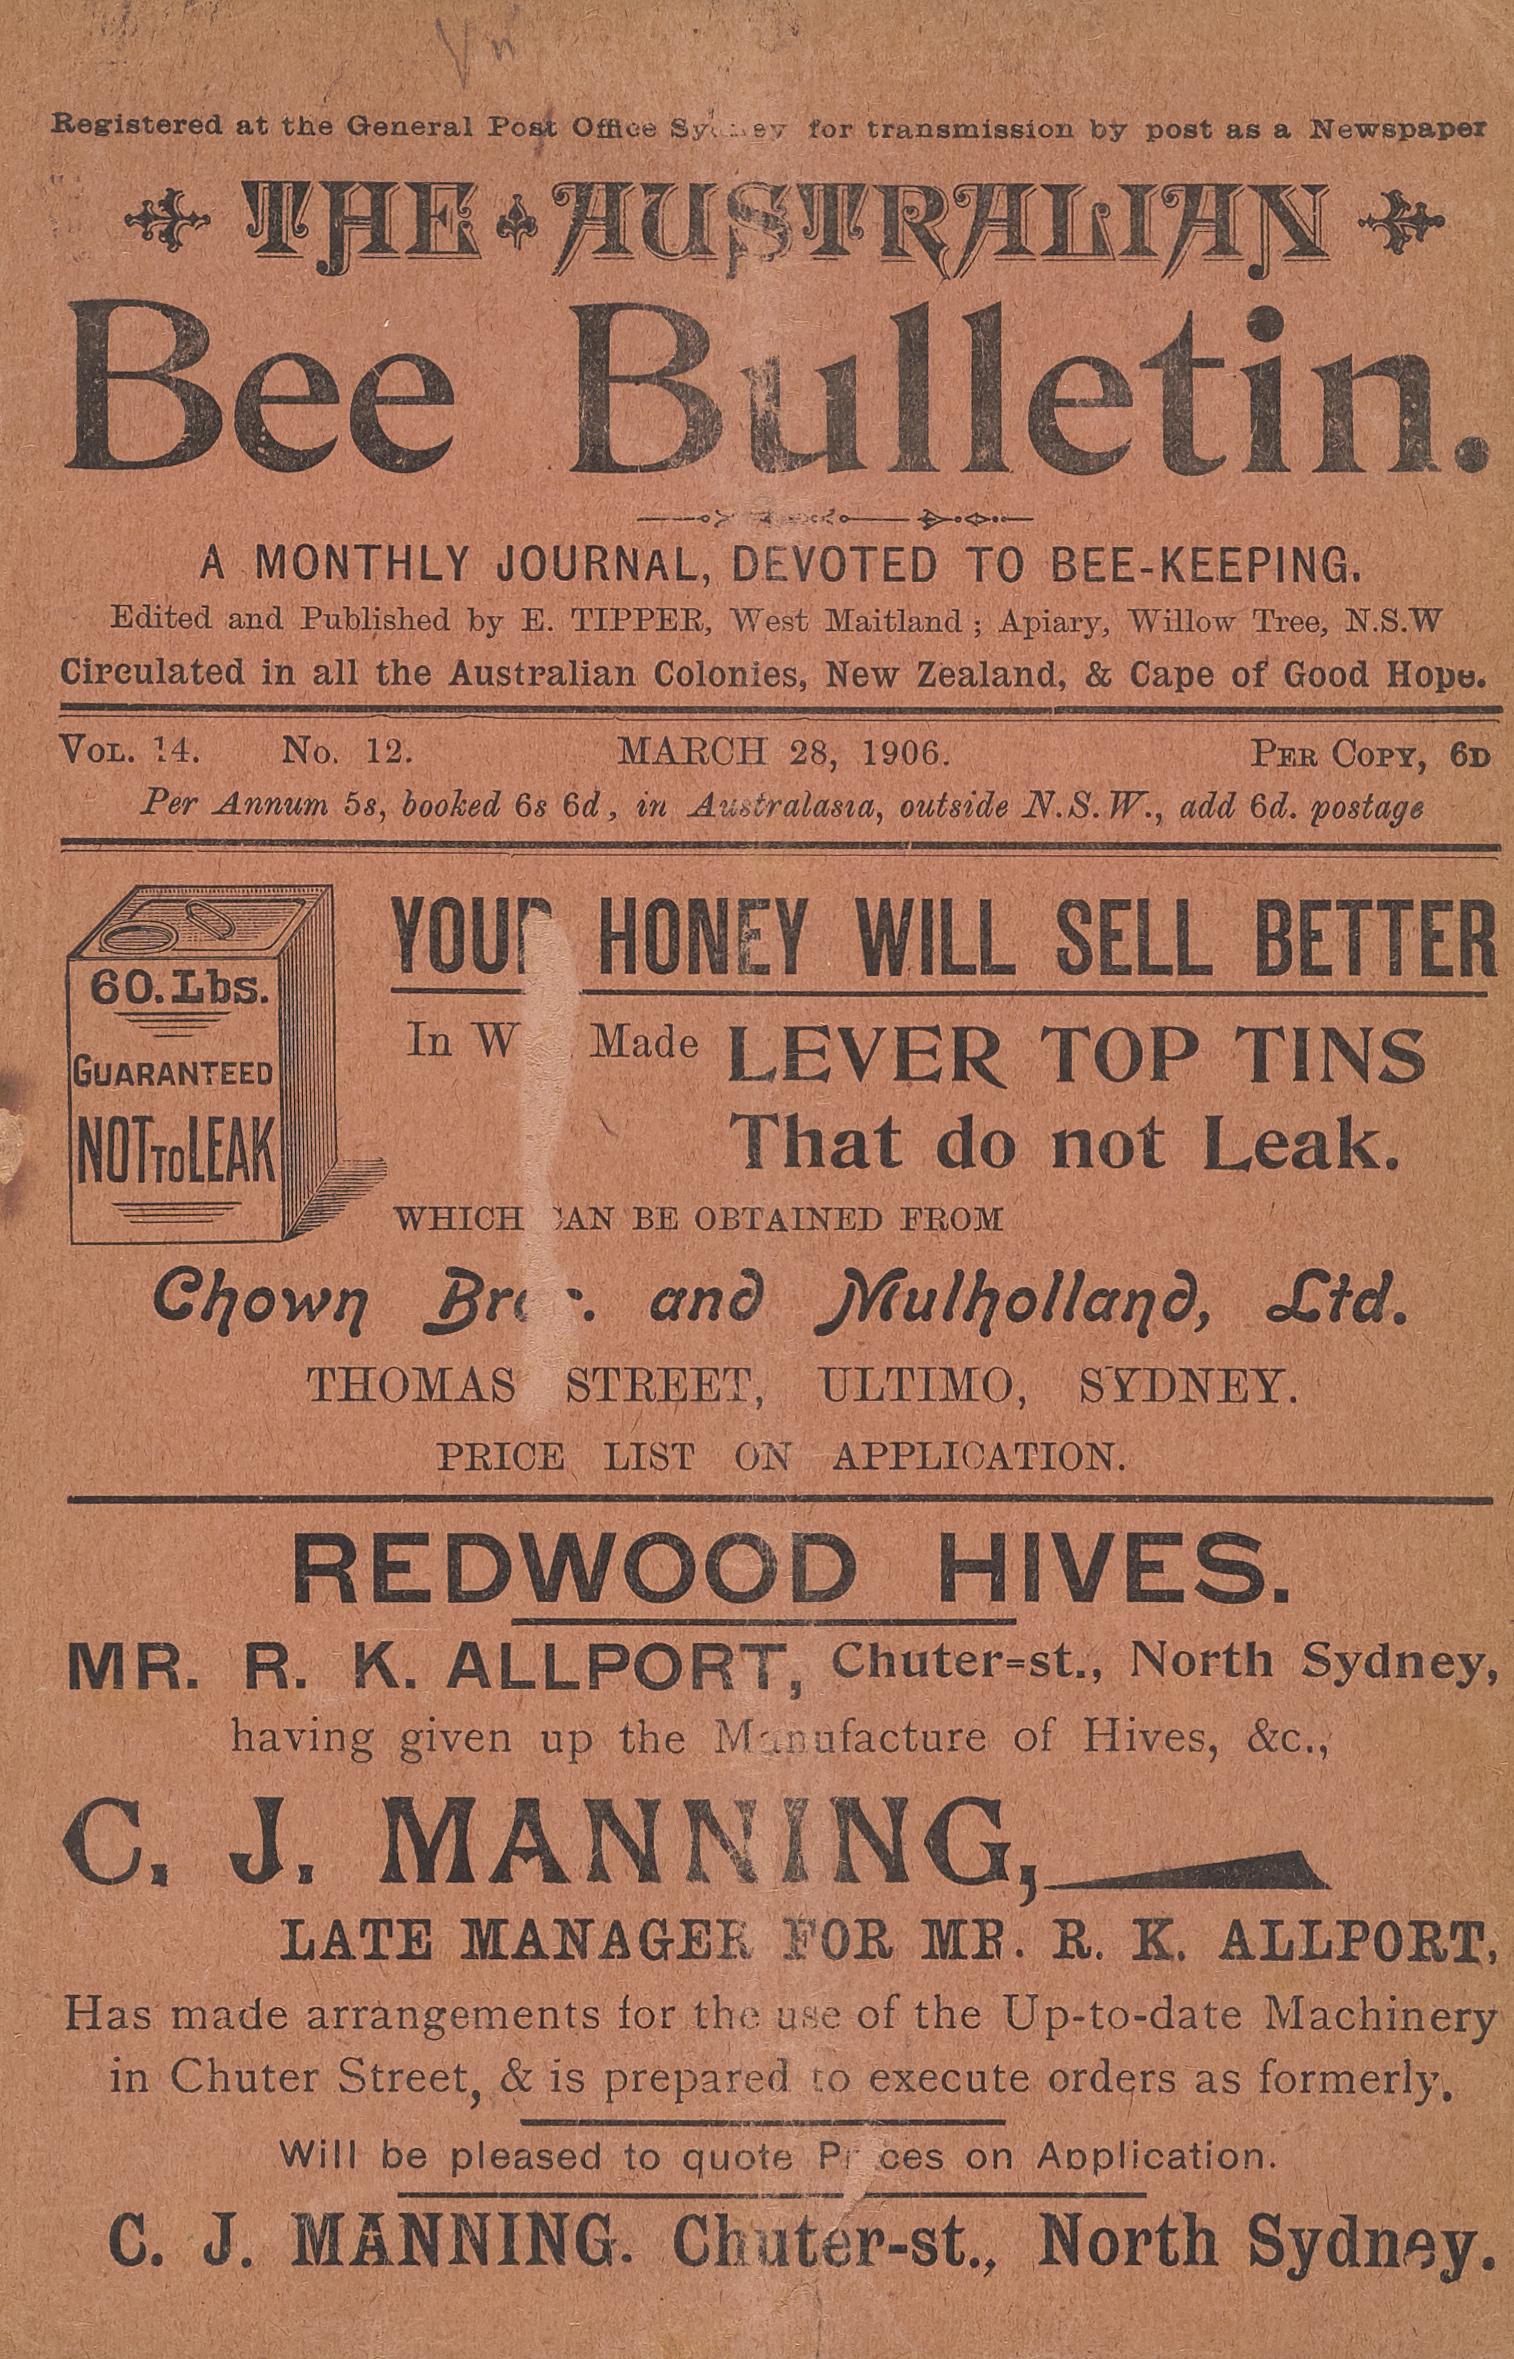 Registered at the General Post Office Sydney for transmission by post as a Newspaper
THE AUSTRALIAN
Bee Bulletin.
A MONTHLY JOURNAL, DEVOTED TO BEE-KEEPING.
Edited and Published by E. TIPPER, West Maitland ; Apiary, Willow Tree, N.S.W
Circulated in all the Australian Colonies, New Zealand, & Cape of Good Hope.
VOL. 14. No. 12. MARCH 28, 1906. PER COPY, 6D
Per Annum 5s, booked 6s 6d, in Australasia, outside N.S.W., add 6d. postage
60. Lbs.
GUARANTEED
NOT TO LEAK
YOUR HONEY WILL SELL BETTER
In Made LEVER TOP TINS
That do not Leak.
WHICH CAN BE OBTAINED FROM
Chown Bros. and Mulholland, Ltd.
THOMAS STREET, ULTIMO, SYDNEY.
PRICE LIST ON APPLICATION.
REDWOOD HIVES.
MR. R. K. ALLPORT, Chuter=st., North Sydney,
having given up the Manufacture of Hives, &c.,
C. J. MANNING,
LATE MANAGER FOR MR. R. K. ALLPORT,
Has made arrangements for the use of the Up-to-date Machinery
in Chuter Street, & is prepared to execute orders as formerly.
Will be pleased to quote Prices on Application.
C. J. MANNING. Chuter-st., North Sydney.